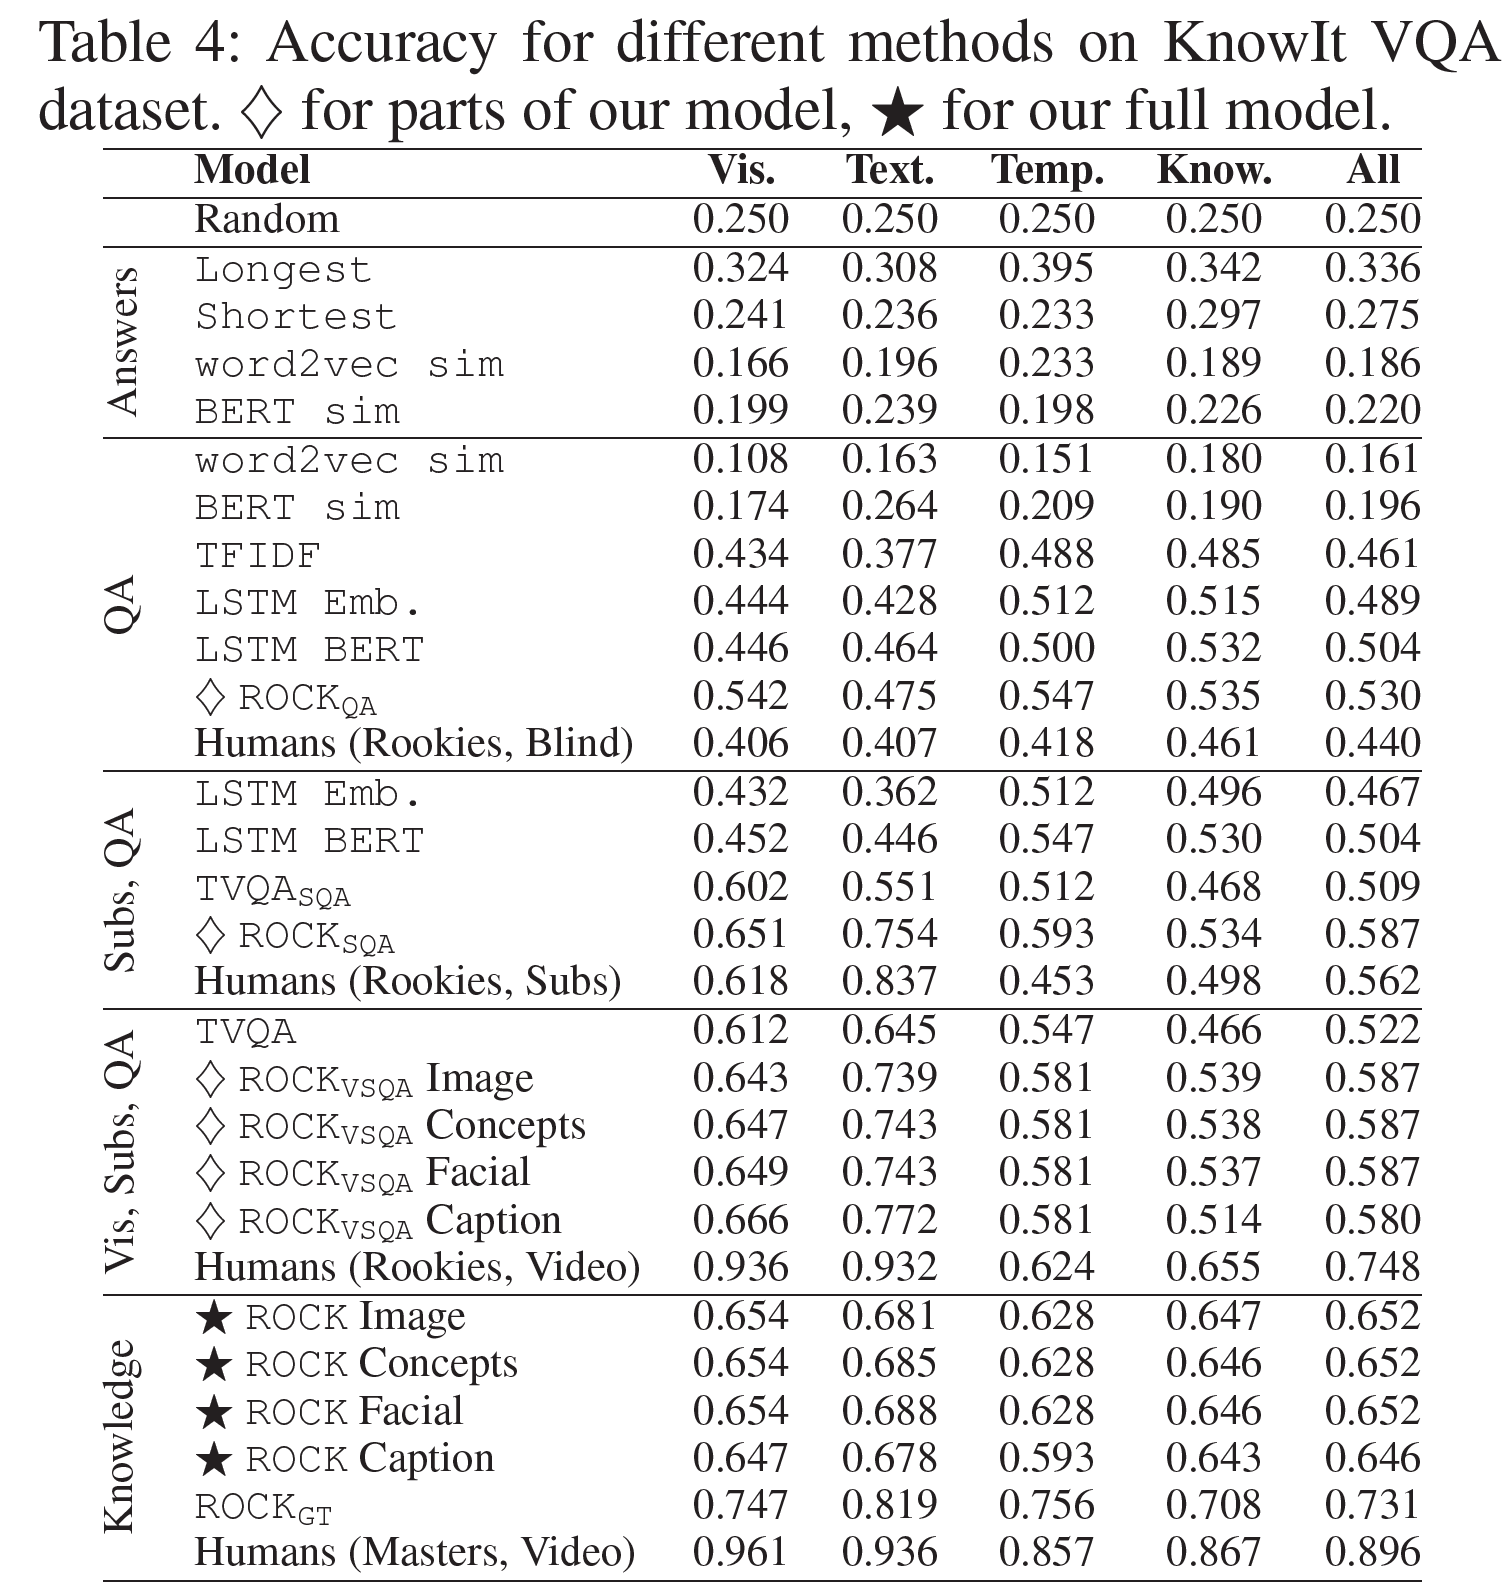 Table 4: Accuracy for different methods on KnowIt VQA
dataset. ♢ for parts of our model, ★ for our full model.
Model Vis. Text. Temp. Know. All
Random 0.250 0.250 0.250 0.250 0.250
Answers
Longest 0.324 0.308 0.395 0.342 0.336
Shortest 0.241 0.236 0.233 0.297 0.275
word2vec sim 0.166 0.196 0.233 0.189 0.186
BERT sim 0.199 0.239 0.198 0.226 0.220
QA
word2vec sim 0.108 0.163 0.151 0.180 0.161
BERT sim 0.174 0.264 0.209 0.190 0.196
TFIDF 0.434 0.377 0.488 0.485 0.461
LSTM Emb. 0.444 0.428 0.512 0.515 0.489
LSTM BERT 0.446 0.464 0.500 0.532 0.504
♢ ROCK_QA 0.542 0.475 0.547 0.535 0.530
Humans (Rookies, Blind) 0.406 0.407 0.418 0.461 0.440
Subs, QA
LSTM Emb. 0.432 0.362 0.512 0.496 0.467
LSTM BERT 0.452 0.446 0.547 0.530 0.504
TVQA_SQA 0.602 0.551 0.512 0.468 0.509
♢ ROCK_SQA 0.651 0.754 0.593 0.534 0.587
Humans (Rookies, Subs) 0.618 0.837 0.453 0.498 0.562
Vis, Subs, QA
TVQA 0.612 0.645 0.547 0.466 0.522
♢ ROCK_VSQA Image 0.643 0.739 0.581 0.539 0.587
♢ ROCK_VSQA Concepts 0.647 0.743 0.581 0.538 0.587
♢ ROCK_VSQA Facial 0.649 0.743 0.581 0.537 0.587
♢ ROCK_VSQA Caption 0.666 0.772 0.581 0.514 0.580
Humans (Rookies, Video) 0.936 0.932 0.624 0.655 0.748
Knowledge
★ ROCK Image 0.654 0.681 0.628 0.647 0.652
★ ROCK Concepts 0.654 0.685 0.628 0.646 0.652
★ ROCK Facial 0.654 0.688 0.628 0.646 0.652
★ ROCK Caption 0.647 0.678 0.593 0.643 0.646
ROCK_GT 0.747 0.819 0.756 0.708 0.731
Humans (Masters, Video) 0.961 0.936 0.857 0.867 0.896